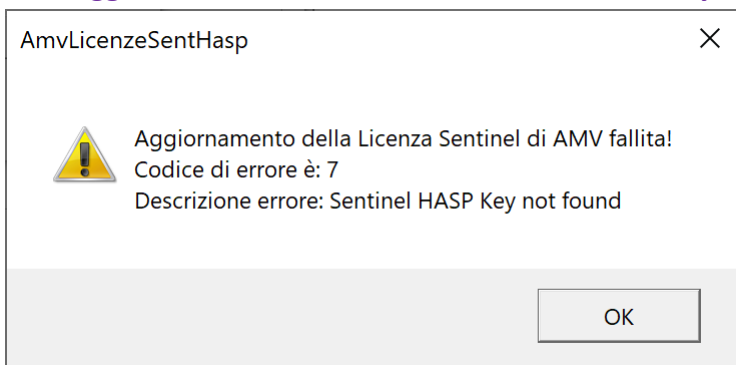 AmvLicenzeSentHasp
Aggiornamento della Licenza Sentinel di AMV fallita!
Codice di errore è: 7
Descrizione errore: Sentinel HASP Key not found
OK